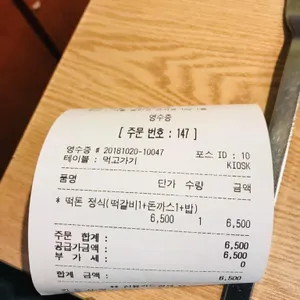 영수증
[ 주문 번호 : 147 ]
영수증 # 20181020-10047 포스 ID : 10
테이블 : 먹고가기 KIOSK
품명 단가 수량 금액
* 떡돈 정식(떡갈비1+돈까스1+밥)
6,500 1 6,500
주문 합계 : 6,500
공급가금액 : 6,500
부 가 세 : 0
합계 금액 : 6,500